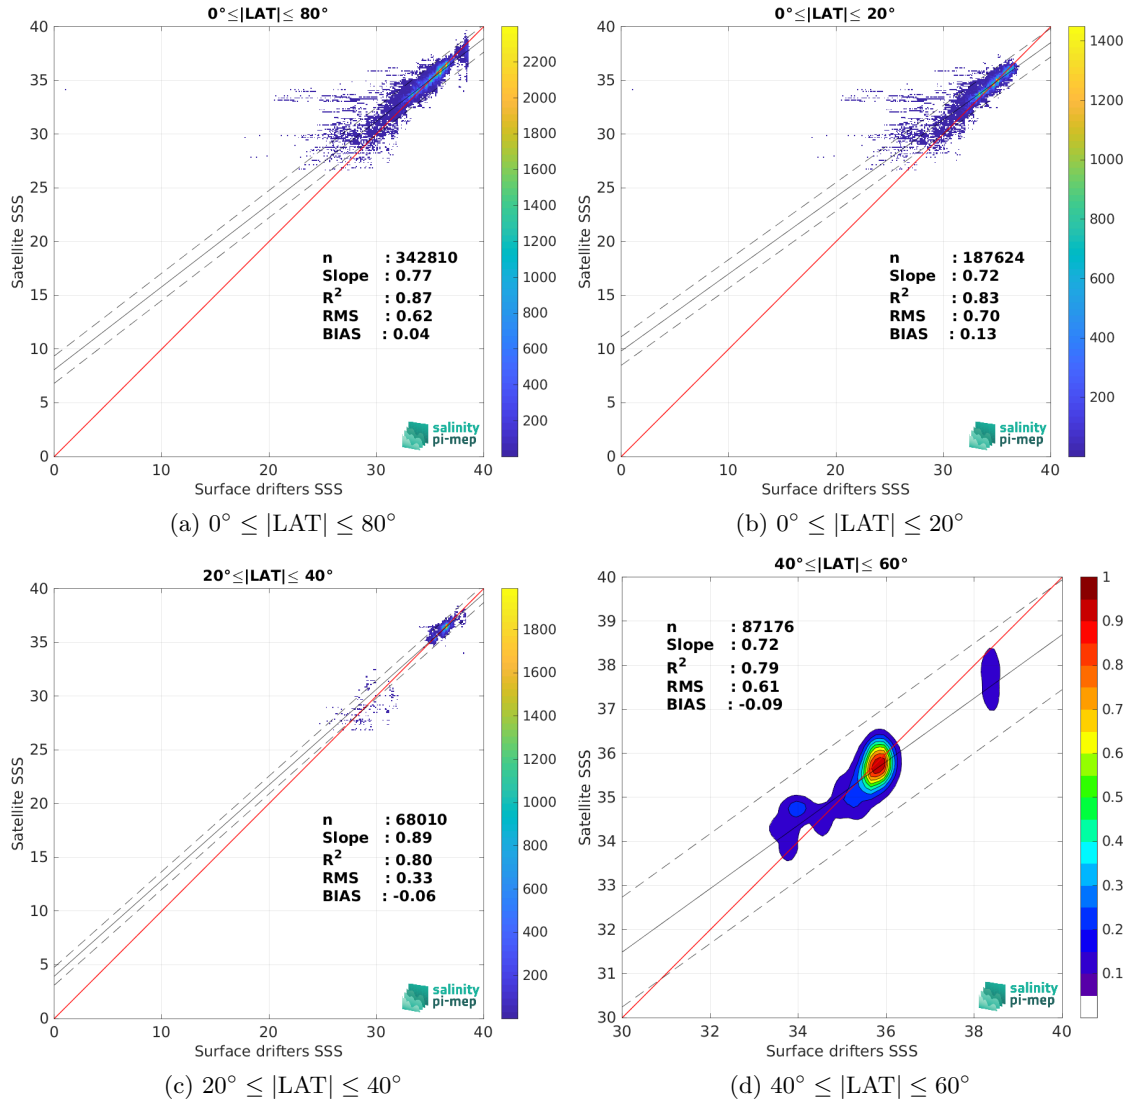 0°≤|LAT|≤ 80°
40
35
30
25
20
15
10
5
0
Satellite SSS
n : 342810
Slope : 0.77
R² : 0.87
RMS : 0.62
BIAS : 0.04
salinity
pi-mep
0 10 20 30 40
Surface drifters SSS
2200
2000
1800
1600
1400
1200
1000
800
600
400
200
(a) 0° ≤ |LAT| ≤ 80°
0°≤|LAT|≤ 20°
40
35
30
25
20
15
10
5
0
Satellite SSS
n : 187624
Slope : 0.72
R² : 0.83
RMS : 0.70
BIAS : 0.13
salinity
pi-mep
0 10 20 30 40
Surface drifters SSS
1400
1200
1000
800
600
400
200
(b) 0° ≤ |LAT| ≤ 20°
20°≤|LAT|≤ 40°
40
35
30
25
20
15
10
5
0
Satellite SSS
n : 68010
Slope : 0.89
R² : 0.80
RMS : 0.33
BIAS : -0.06
salinity
pi-mep
0 10 20 30 40
Surface drifters SSS
1800
1600
1400
1200
1000
800
600
400
200
(c) 20° ≤ |LAT| ≤ 40°
40°≤|LAT|≤ 60°
40
39
38
37
36
35
34
33
32
31
30
Satellite SSS
n : 87176
Slope : 0.72
R² : 0.79
RMS : 0.61
BIAS : -0.09
salinity
pi-mep
30 32 34 36 38 40
Surface drifters SSS
1
0.9
0.8
0.7
0.6
0.5
0.4
0.3
0.2
0.1
(d) 40° ≤ |LAT| ≤ 60°